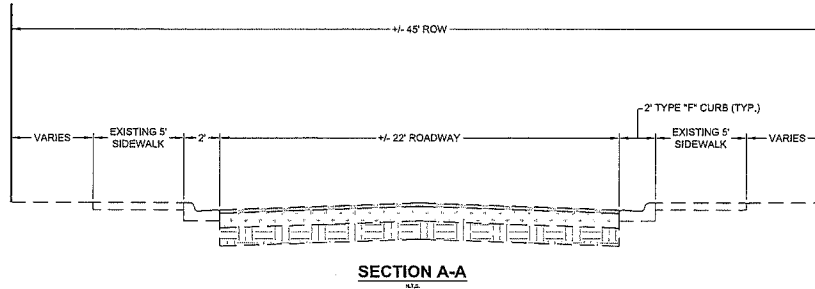 +/- 45' ROW
2' TYPE "F" CURB (TYP.)
VARIES
EXISTING 5'
SIDEWALK
2'
+/- 22' ROADWAY
EXISTING 5'
SIDEWALK
VARIES
SECTION A-A
N.T.S.